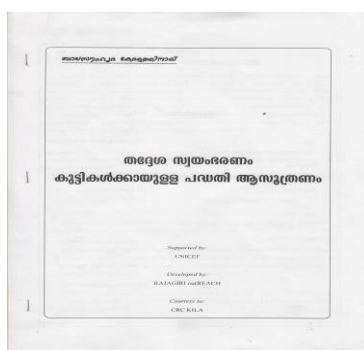 ബാലസൗഹൃദ കേരളത്തിനായി
തദ്ദേശ സ്വയംഭരണം
കുട്ടികൾക്കായുളള പദ്ധതി ആസൂത്രണം
Supported by:
UNICEF
Developed by:
RAJAGIRI outREACH
Courtesy to:
CRC KILA